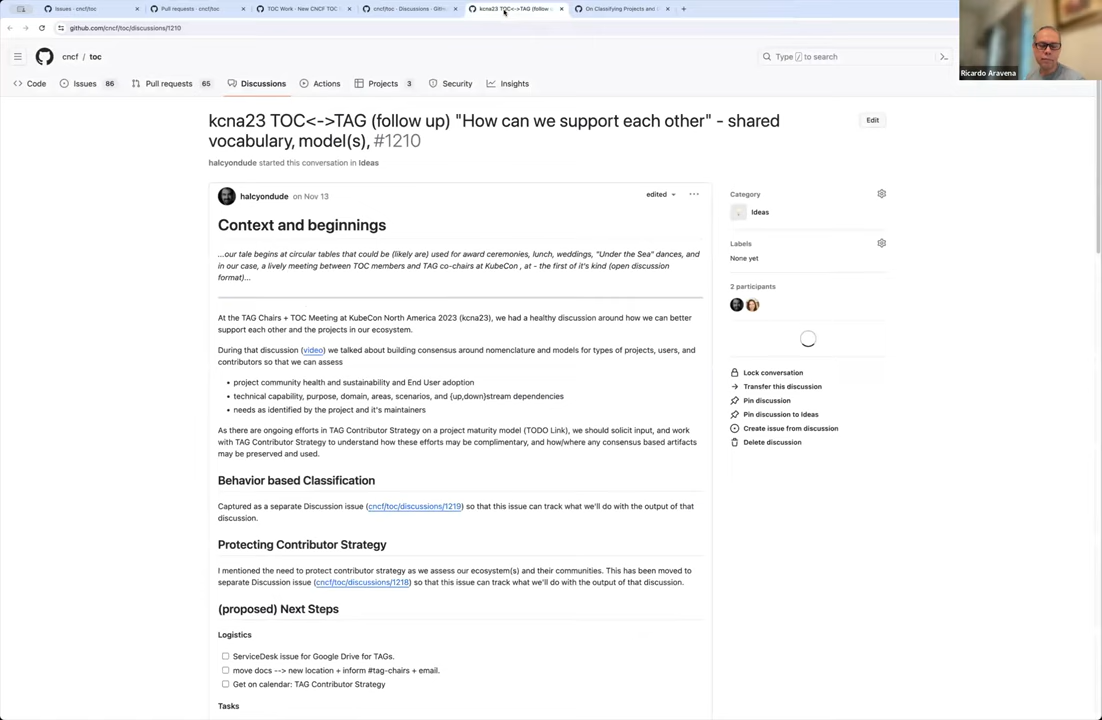 Issues · cncf/toc
Pull requests · cncf/toc
TOC Work · New CNCF TOC
cncf/toc · Discussions · GitH
kcna23 TOC<->TAG (follow u
On Classifying Projects and
github.com/cncf/toc/discussions/1210
cncf / toc
Type / to search
Ricardo Aravena
Code
Issues 86
Pull requests 65
Discussions
Actions
Projects 3
Security
Insights
kcna23 TOC<->TAG (follow up) "How can we support each other" - shared
vocabulary, model(s), #1210
Edit
halcyondude started this conversation in Ideas
halcyondude on Nov 13
edited
Context and beginnings
...our tale begins at circular tables that could be (likely are) used for award ceremonies, lunch, weddings, "Under the Sea" dances, and
in our case, a lively meeting between TOC members and TAG co-chairs at KubeCon , at - the first of it's kind (open discussion
format)...
At the TAG Chairs + TOC Meeting at KubeCon North America 2023 (kcna23), we had a healthy discussion around how we can better
support each other and the projects in our ecosystem.
During that discussion (video) we talked about building consensus around nomenclature and models for types of projects, users, and
contributors so that we can assess
• project community health and sustainability and End User adoption
• technical capability, purpose, domain, areas, scenarios, and {up,down}stream dependencies
• needs as identified by the project and it's maintainers
As there are ongoing efforts in TAG Contributor Strategy on a project maturity model (TODO Link), we should solicit input, and work
with TAG Contributor Strategy to understand how these efforts may be complimentary, and how/where any consensus based artifacts
may be preserved and used.
Behavior based Classification
Captured as a separate Discussion issue (cncf/toc/discussions/1219) so that this issue can track what we'll do with the output of that
discussion.
Protecting Contributor Strategy
I mentioned the need to protect contributor strategy as we assess our ecosystem(s) and their communities. This has been moved to
separate Discussion issue (cncf/toc/discussions/1218) so that this issue can track what we'll do with the output of that discussion.
(proposed) Next Steps
Logistics
ServiceDesk issue for Google Drive for TAGs.
move docs --> new location + inform #tag-chairs + email.
Get on calendar: TAG Contributor Strategy
Tasks
Category
Ideas
Labels
None yet
2 participants
Lock conversation
Transfer this discussion
Pin discussion
Pin discussion to Ideas
Create issue from discussion
Delete discussion